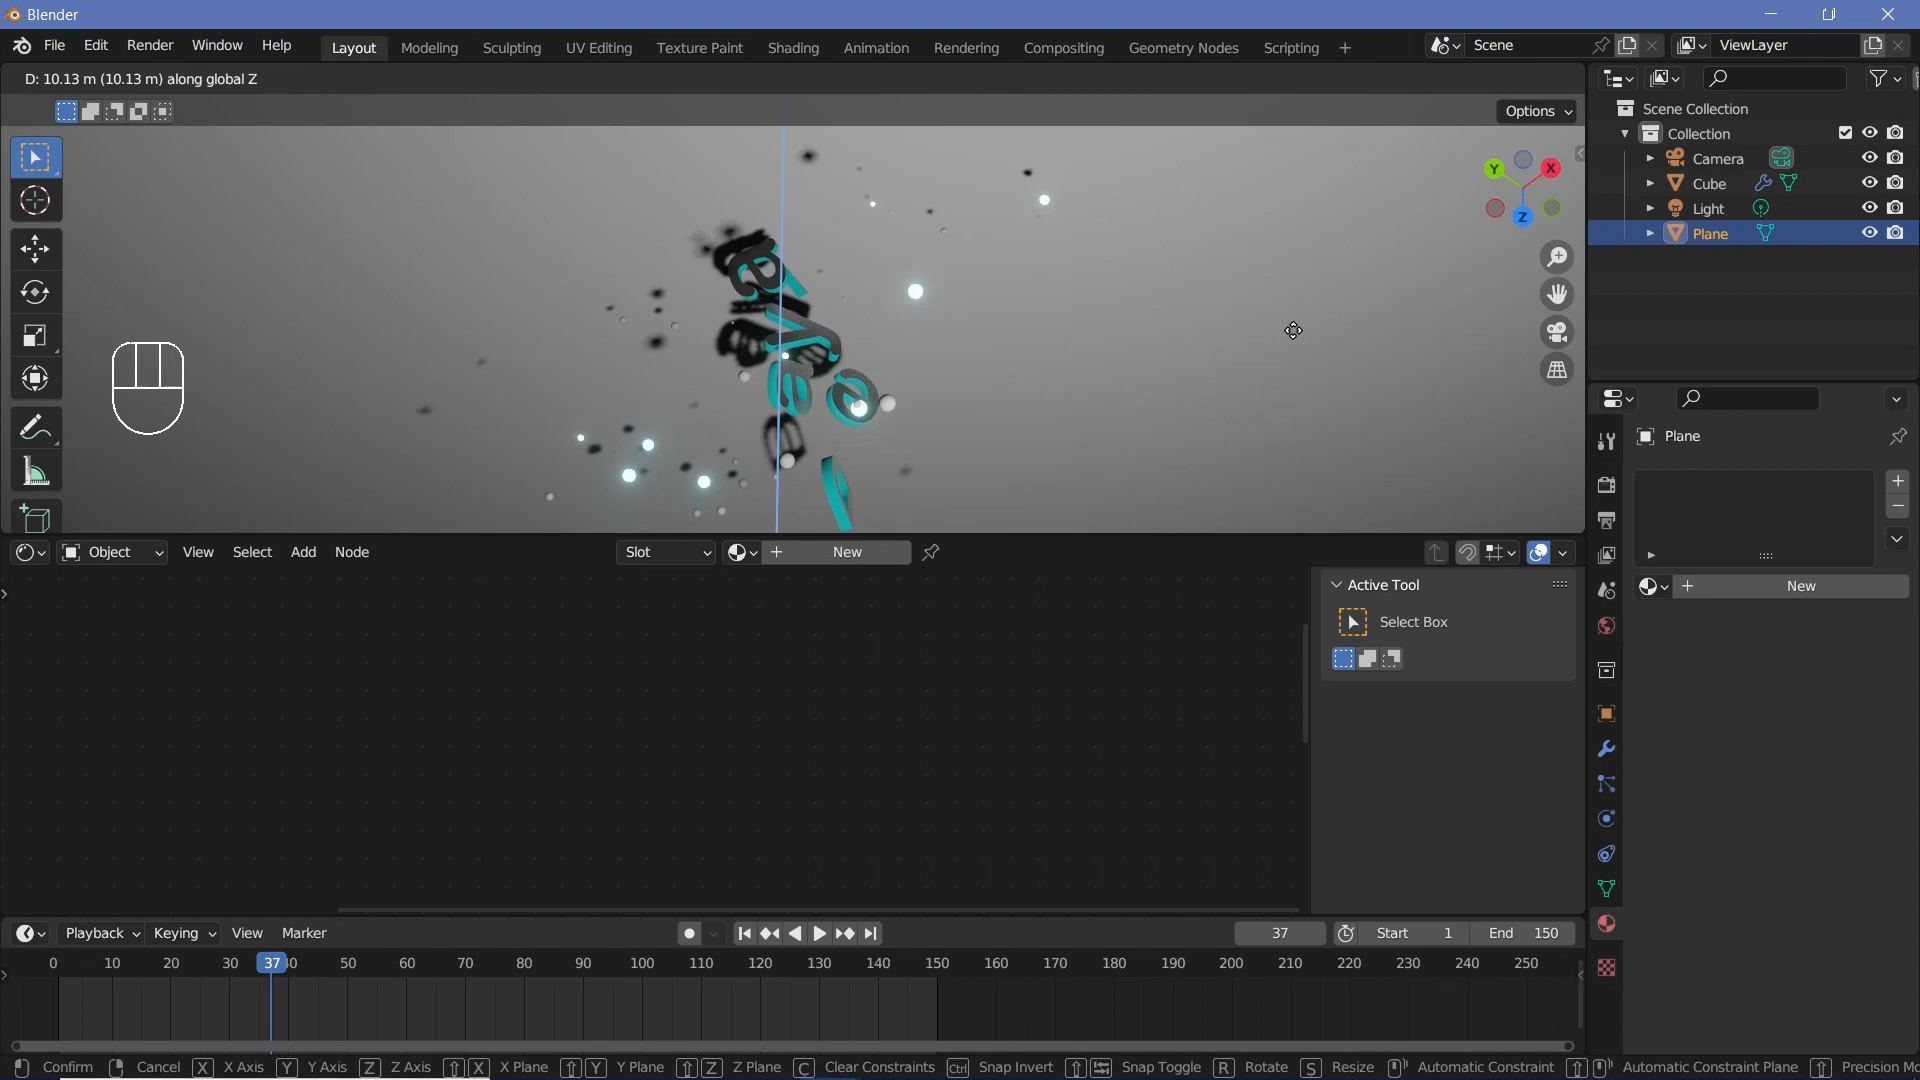 Blender
File Edit Render Window Help Layout Modeling Sculpting UV Editing Texture Paint Shading Animation Rendering Compositing Geometry Nodes Scripting + Scene ViewLayer
D: 10.13 m (10.13 m) along global Z
Options
Scene Collection
Collection
Camera
Cube
Light
Plane
Y X
Z
Plane
New
Object View Select Add Node Slot New
Active Tool
Select Box
Playback Keying View Marker 37 Start 1 End 150
0 10 20 30 37 50 60 70 80 90 100 110 120 130 140 150 160 170 180 190 200 210 220 230 240 250
Confirm Cancel X X Axis Y Y Axis Z Z Axis X X Plane Y Y Plane Z Z Plane C Clear Constraints Ctrl Snap Invert Snap Toggle R Rotate S Resize Automatic Constraint Automatic Constraint Plane Precision Mo